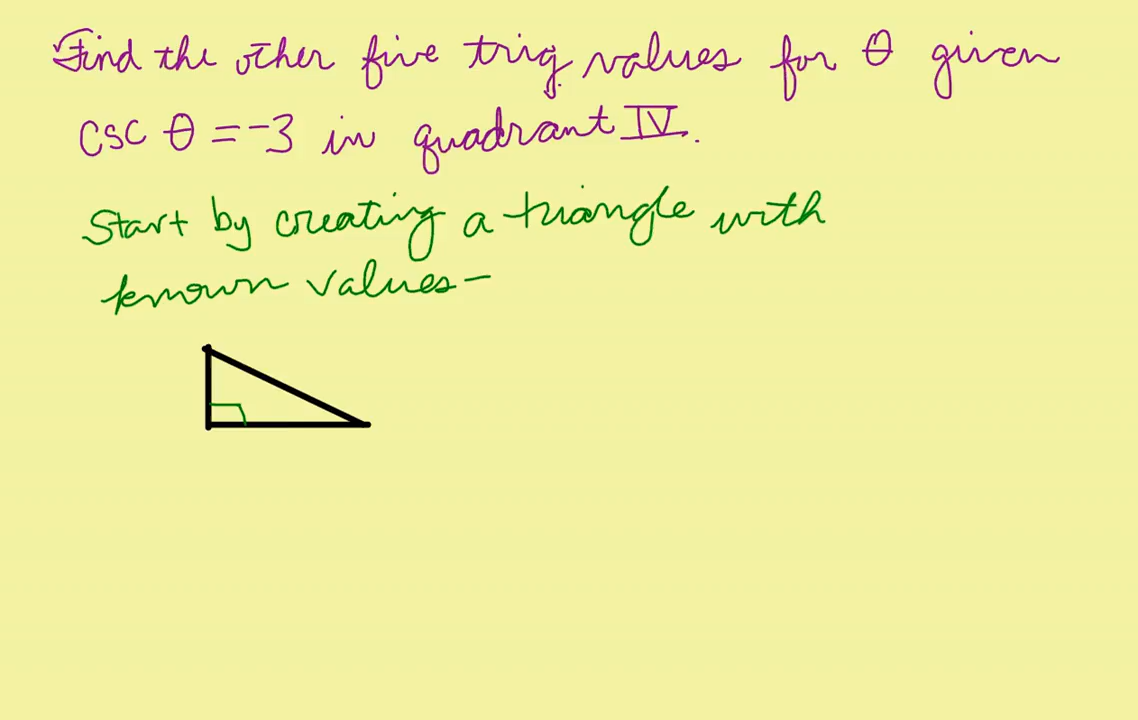 Find the other five trig values for θ given
csc θ = -3 in quadrant IV.
Start by creating a triangle with
known values-